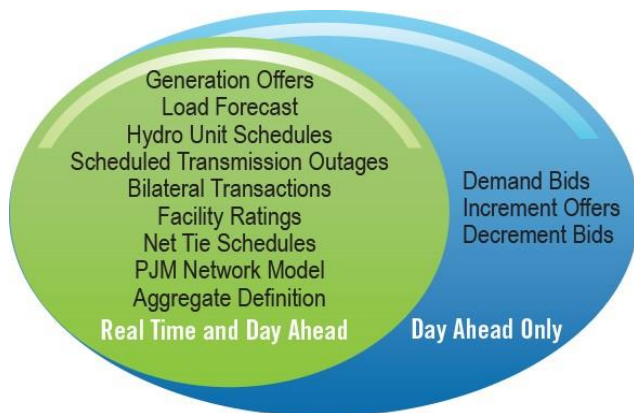 Generation Offers
Load Forecast
Hydro Unit Schedules
Scheduled Transmission Outages
Bilateral Transactions
Facility Ratings
Net Tie Schedules
PJM Network Model
Aggregate Definition
Real Time and Day Ahead
Demand Bids
Increment Offers
Decrement Bids
Day Ahead Only